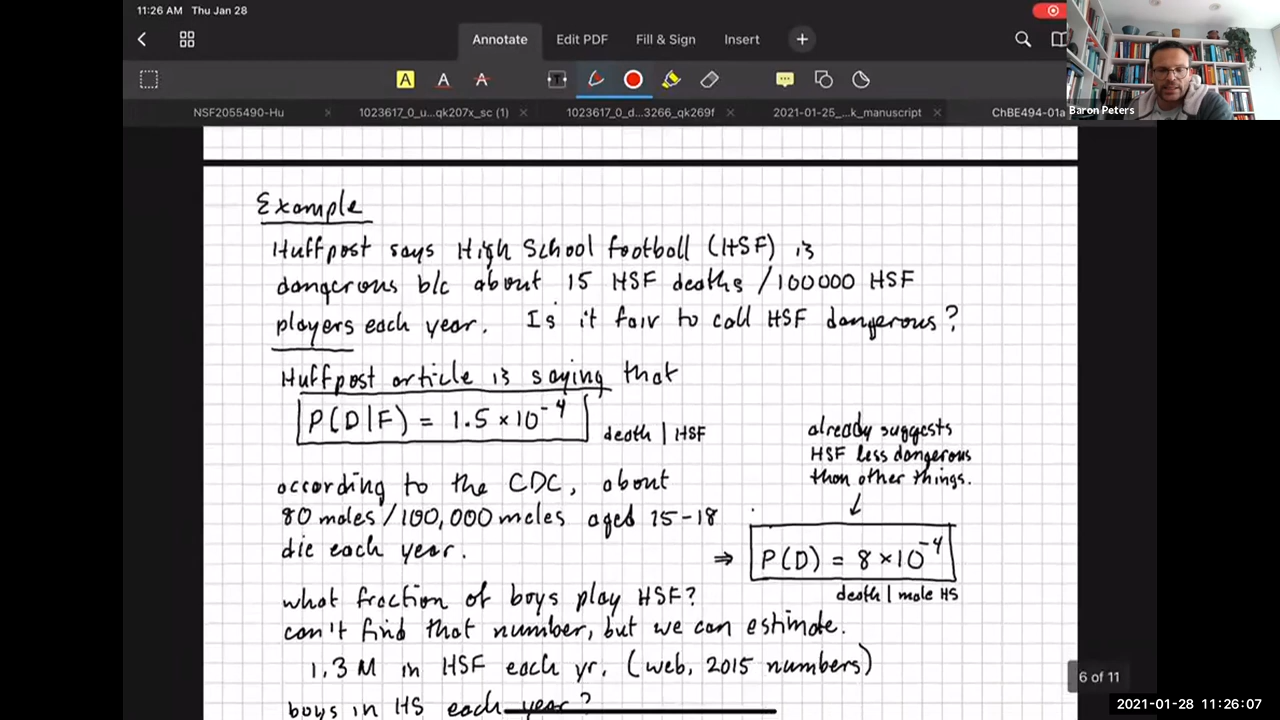 11:26 AM Thu Jan 28
Annotate Edit PDF Fill & Sign Insert
A A A T
NSF2055490-Hu × 1023617_0_u...qk207x_sc (1) × 1023617_0_d...3266_qk269f × 2021-01-25_...k_manuscript × ChBE494-01a
Baron Peters
Example
Huffpost says High School football (HSF) is
dangerous b/c about 15 HSF deaths /100000 HSF
players each year. Is it fair to call HSF dangerous?
Huffpost article is saying that
P(D|F) = 1.5 × 10⁻⁴ death | HSF
already suggests
HSF less dangerous
than other things.
according to the CDC, about
80 males/100,000 males aged 15-18
die each year.
⇒ P(D) = 8 × 10⁻⁴
death | male HS
what fraction of boys play HSF?
can't find that number, but we can estimate.
1.3 M in HSF each yr. (web, 2015 numbers)
boys in HS each year?
6 of 11
2021-01-28 11:26:07